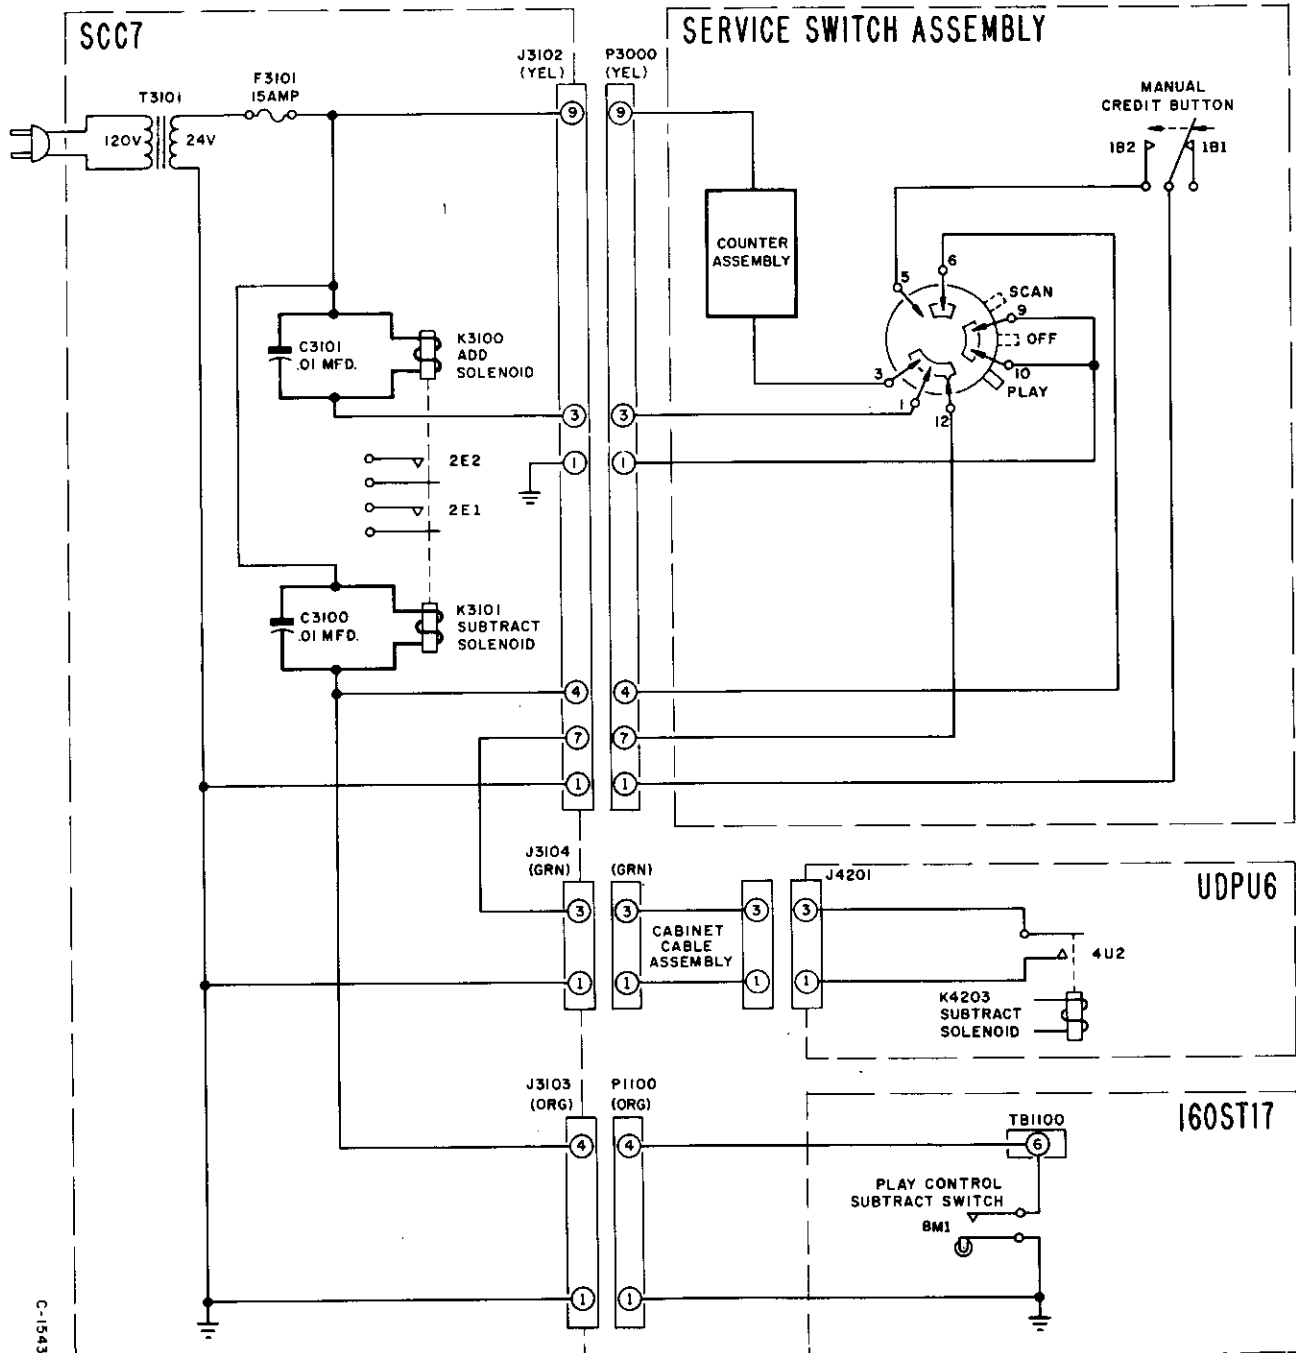 SCC7
SERVICE SWITCH ASSEMBLY
J3102
(YEL)
P3000
(YEL)
F3101
15AMP
T3101
120V
24V
9
9
MANUAL
CREDIT BUTTON
1B2
1B1
COUNTER
ASSEMBLY
5
6
SCAN
9
OFF
10
PLAY
3
1
12
C3101
.01 MFD.
K3100
ADD
SOLENOID
3
3
1
1
2E2
2E1
C3100
.01 MFD.
K3101
SUBTRACT
SOLENOID
4
4
7
7
1
1
J3104
(GRN)
(GRN)
J4201
UDPU6
3
3
3
3
CABINET
CABLE
ASSEMBLY
1
1
1
1
4U2
K4203
SUBTRACT
SOLENOID
J3103
(ORG)
P1100
(ORG)
160ST17
TB1100
4
4
6
PLAY CONTROL
SUBTRACT SWITCH
8M1
1
1
C-1543